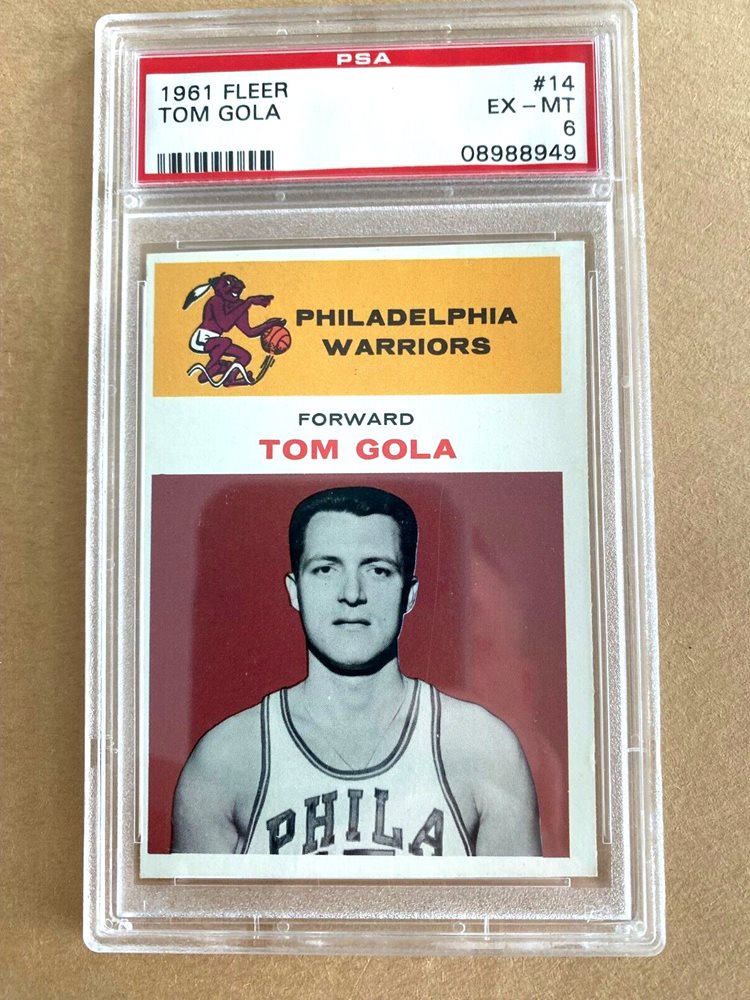 PSA
1961 FLEER #14
TOM GOLA EX - MT
6
08988949
PHILADELPHIA
WARRIORS
FORWARD
TOM GOLA
PHILA